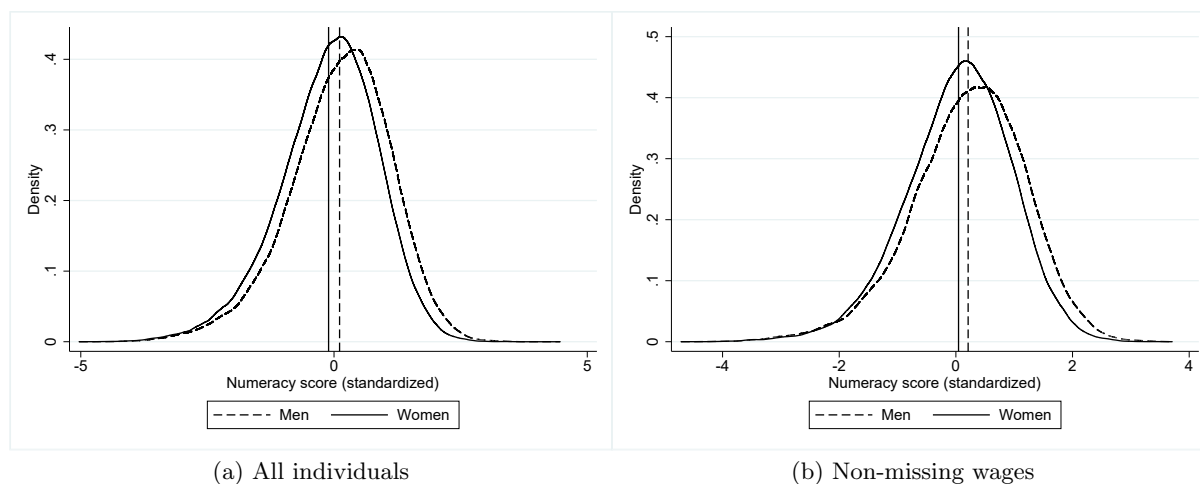 .4
.3
.2
.1
0
Density
-5 0 5
Numeracy score (standardized)
Men Women
(a) All individuals
.5
.4
.3
.2
.1
0
Density
-4 -2 0 2 4
Numeracy score (standardized)
Men Women
(b) Non-missing wages